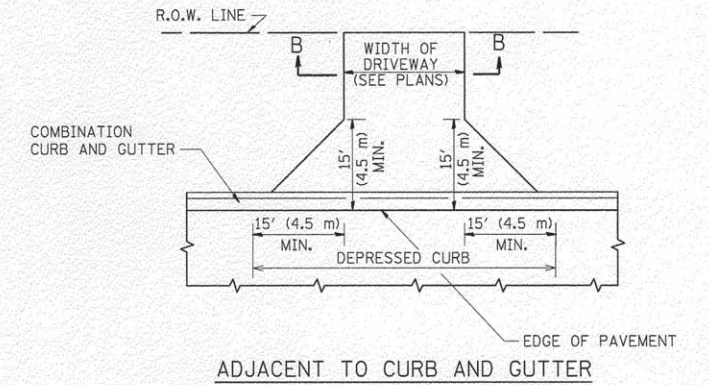 R.O.W. LINE
B
B
WIDTH OF
DRIVEWAY
(SEE PLANS)
COMBINATION
CURB AND GUTTER
15'
(4.5 m)
MIN.
15'
(4.5 m)
MIN.
15' (4.5 m)
MIN.
15' (4.5 m)
MIN.
DEPRESSED CURB
EDGE OF PAVEMENT
ADJACENT TO CURB AND GUTTER